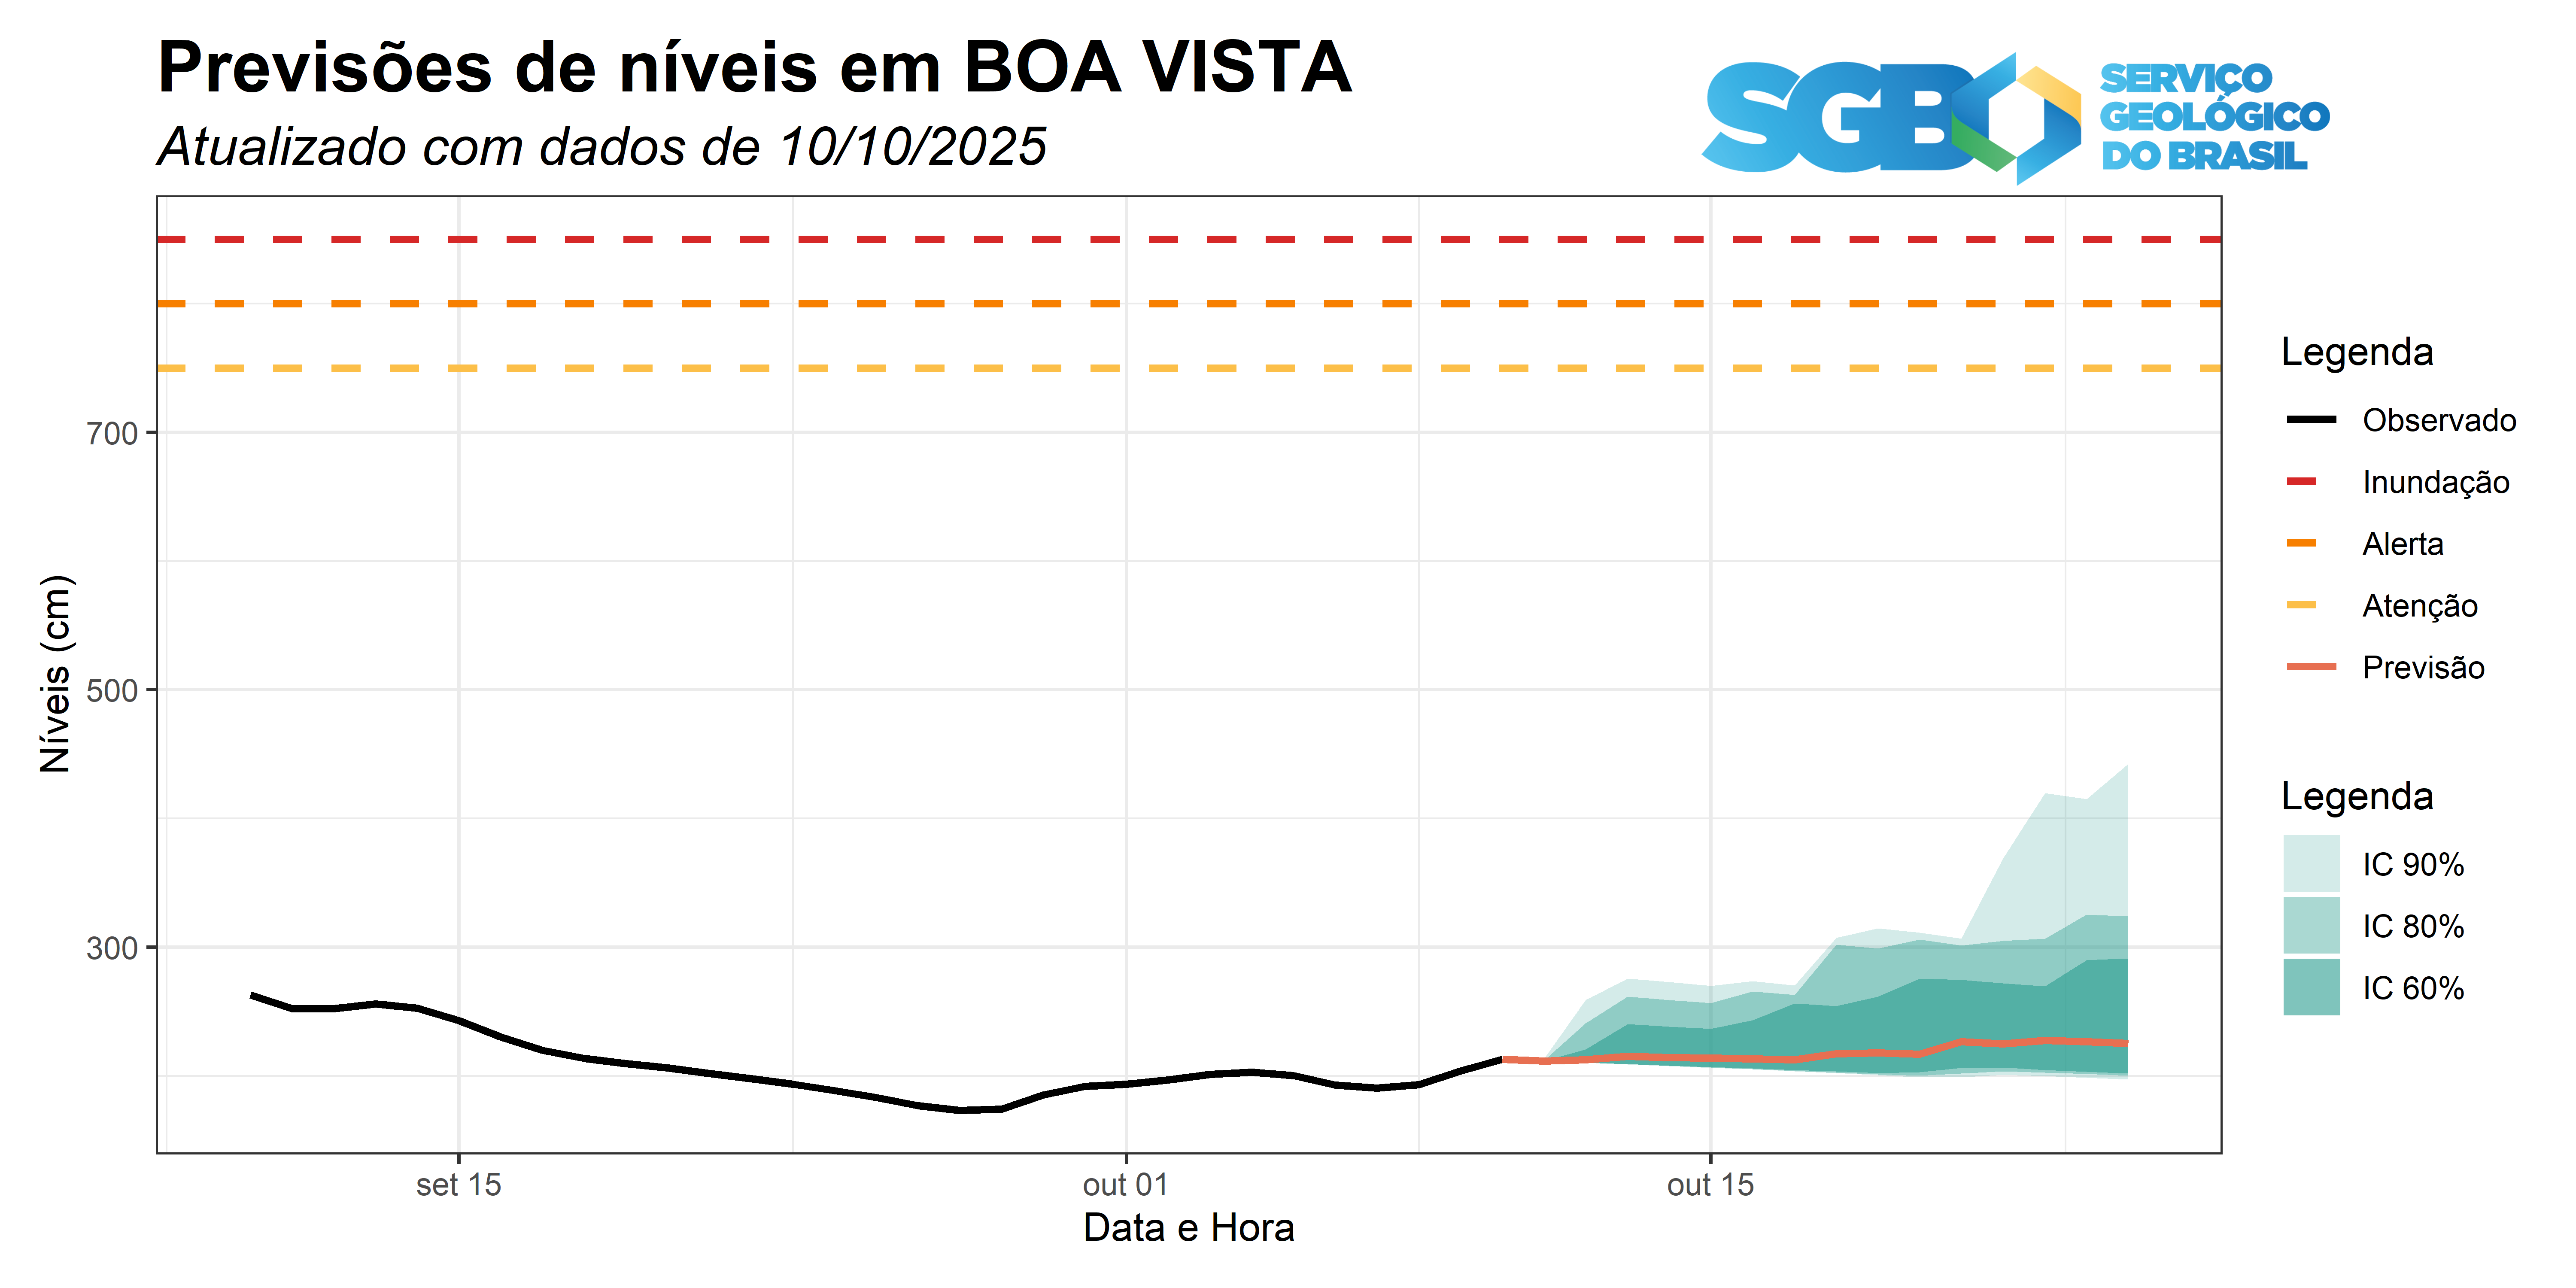 Previsões de níveis em BOA VISTA
Atualizado com dados de 10/10/2025
SGB
SERVIÇO
GEOLÓGICO
DO BRASIL
Níveis (cm)
700
500
300
set 15
out 01
out 15
Data e Hora
Legenda
Observado
Inundação
Alerta
Atenção
Previsão
Legenda
IC 90%
IC 80%
IC 60%